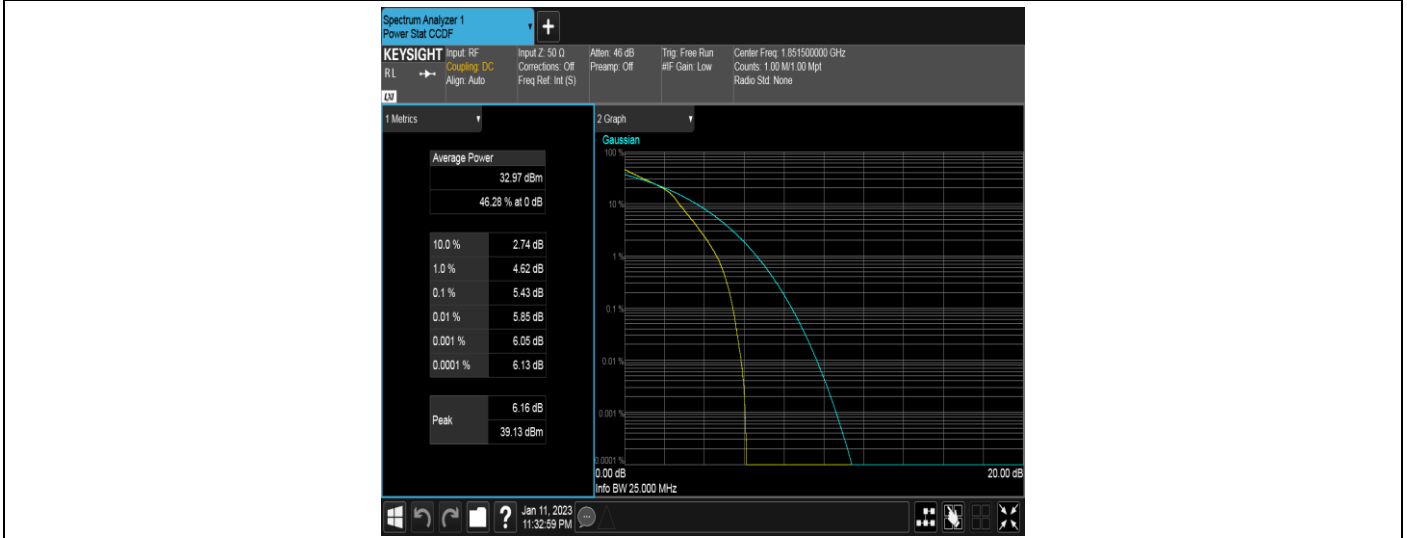 Spectrum Analyzer 1
Power Stat CCDF
+
KEYSIGHT
RL
LXI
Input: RF
Coupling: DC
Align: Auto
Input Z: 50 Ω
Corrections: Off
Freq Ref: Int (S)
Atten: 46 dB
Preamp: Off
Trig: Free Run
#IF Gain: Low
Center Freq: 1.851500000 GHz
Counts: 1.00 M/1.00 Mpt
Radio Std: None
1 Metrics
Average Power
32.97 dBm
46.28 % at 0 dB
10.0 % 2.74 dB
1.0 % 4.62 dB
0.1 % 5.43 dB
0.01 % 5.85 dB
0.001 % 6.05 dB
0.0001 % 6.13 dB
Peak
6.16 dB
39.13 dBm
2 Graph
Gaussian
100 %
10 %
1 %
0.1 %
0.01 %
0.001 %
0.0001 %
0.00 dB 20.00 dB
Info BW 25.000 MHz
?
Jan 11, 2023
11:32:59 PM